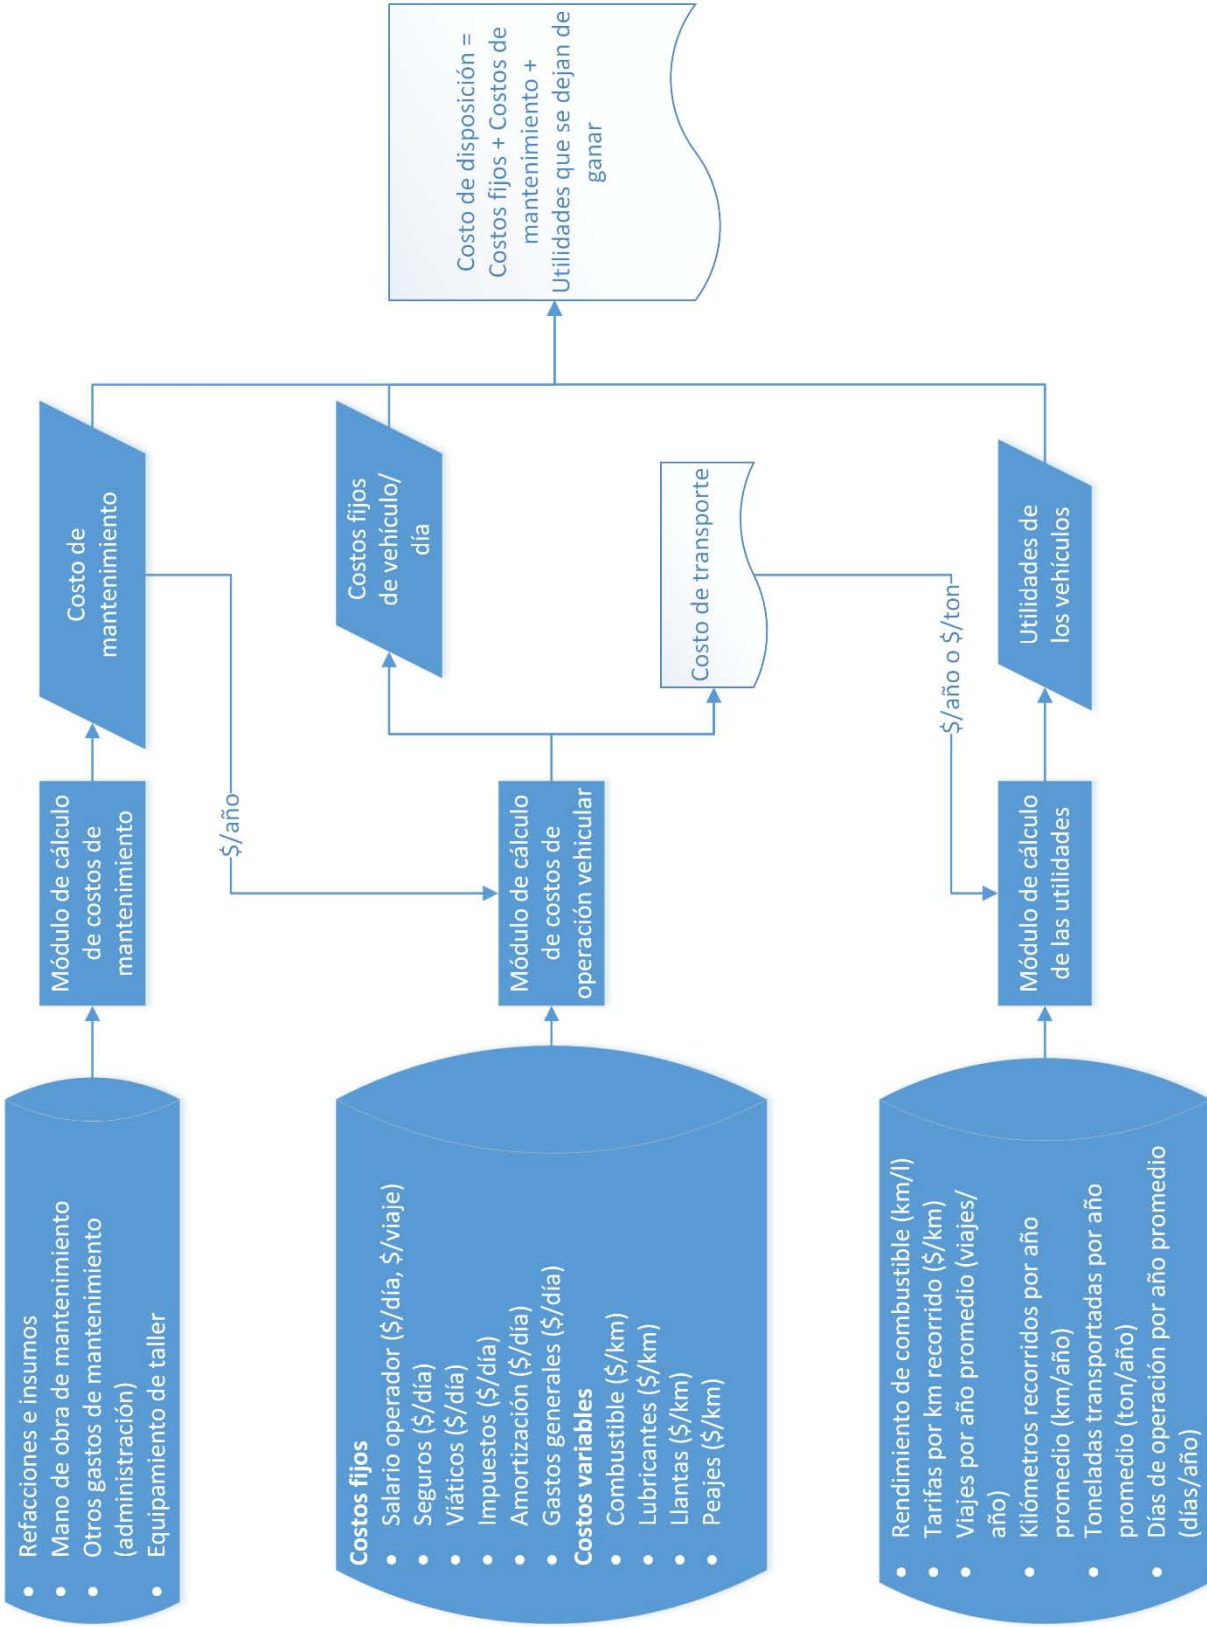 Refacciones e insumos
Mano de obra de mantenimiento
Otros gastos de mantenimiento
(administración)
Equipamiento de taller
Módulo de cálculo
de costos de
mantenimiento
Costo de
mantenimiento
$/año
Costos fijos
Salario operador ($/día, $/viaje)
Seguros ($/día)
Viáticos ($/día)
Impuestos ($/día)
Amortización ($/día)
Gastos generales ($/día)
Costos variables
Combustible ($/km)
Lubricantes ($/km)
Llantas ($/km)
Peajes ($/km)
Módulo de cálculo
de costos de
operación vehicular
Costos fijos
de vehículo/
día
Costo de transporte
$/año o $/ton
Rendimiento de combustible (km/l)
Tarifas por km recorrido ($/km)
Viajes por año promedio (viajes/
año)
Kilómetros recorridos por año
promedio (km/año)
Toneladas transportadas por año
promedio (ton/año)
Días de operación por año promedio
(días/año)
Módulo de cálculo
de las utilidades
Utilidades de
los vehículos
Costo de disposición =
Costos fijos + Costos de
mantenimiento +
Utilidades que se dejan de
ganar